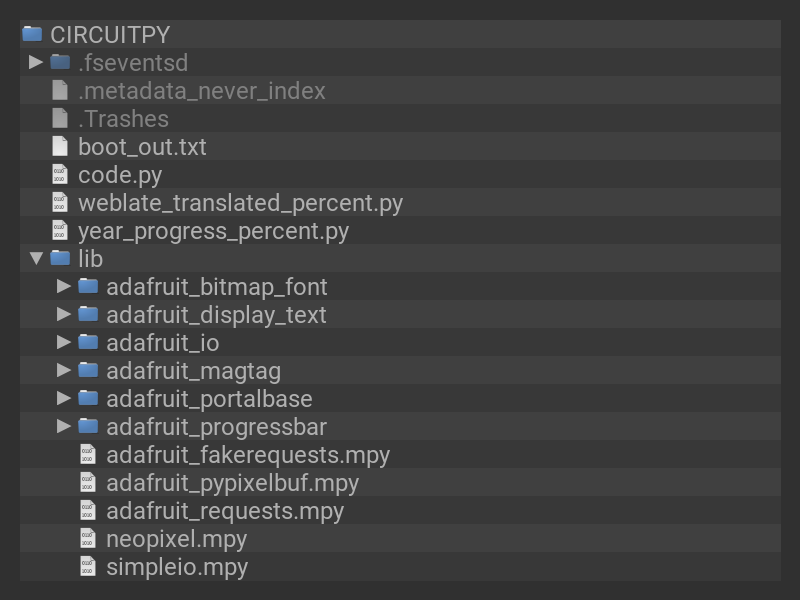 CIRCUITPY
.fseventsd
.metadata_never_index
.Trashes
boot_out.txt
code.py
weblate_translated_percent.py
year_progress_percent.py
lib
adafruit_bitmap_font
adafruit_display_text
adafruit_io
adafruit_magtag
adafruit_portalbase
adafruit_progressbar
adafruit_fakerequests.mpy
adafruit_pypixelbuf.mpy
adafruit_requests.mpy
neopixel.mpy
simpleio.mpy